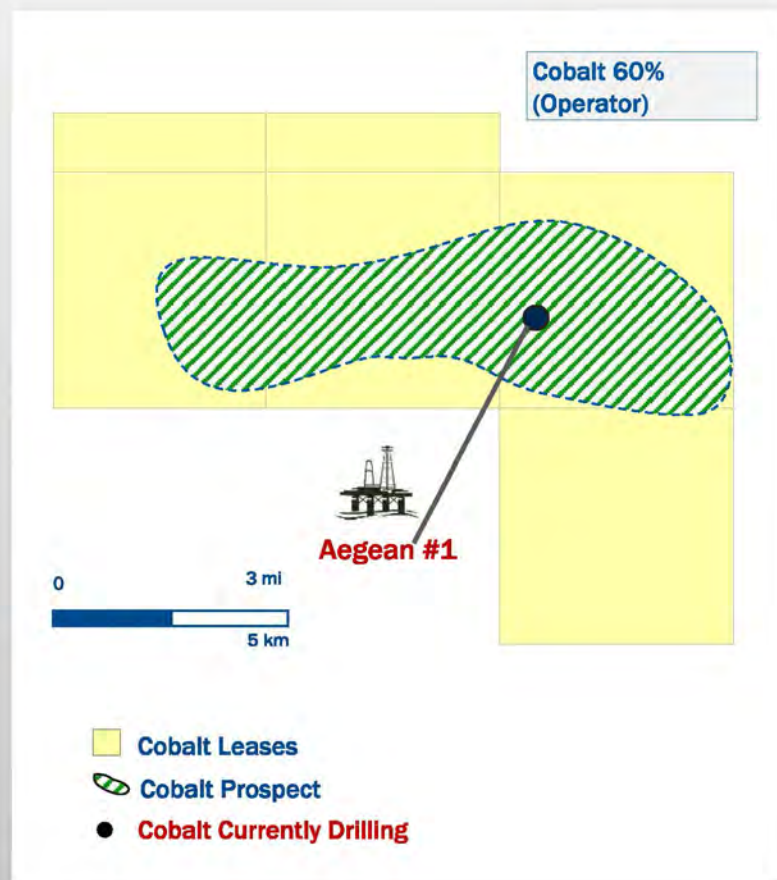 Cobalt 60%
(Operator)
Aegean #1
0 3 mi
5 km
Cobalt Leases
Cobalt Prospect
Cobalt Currently Drilling